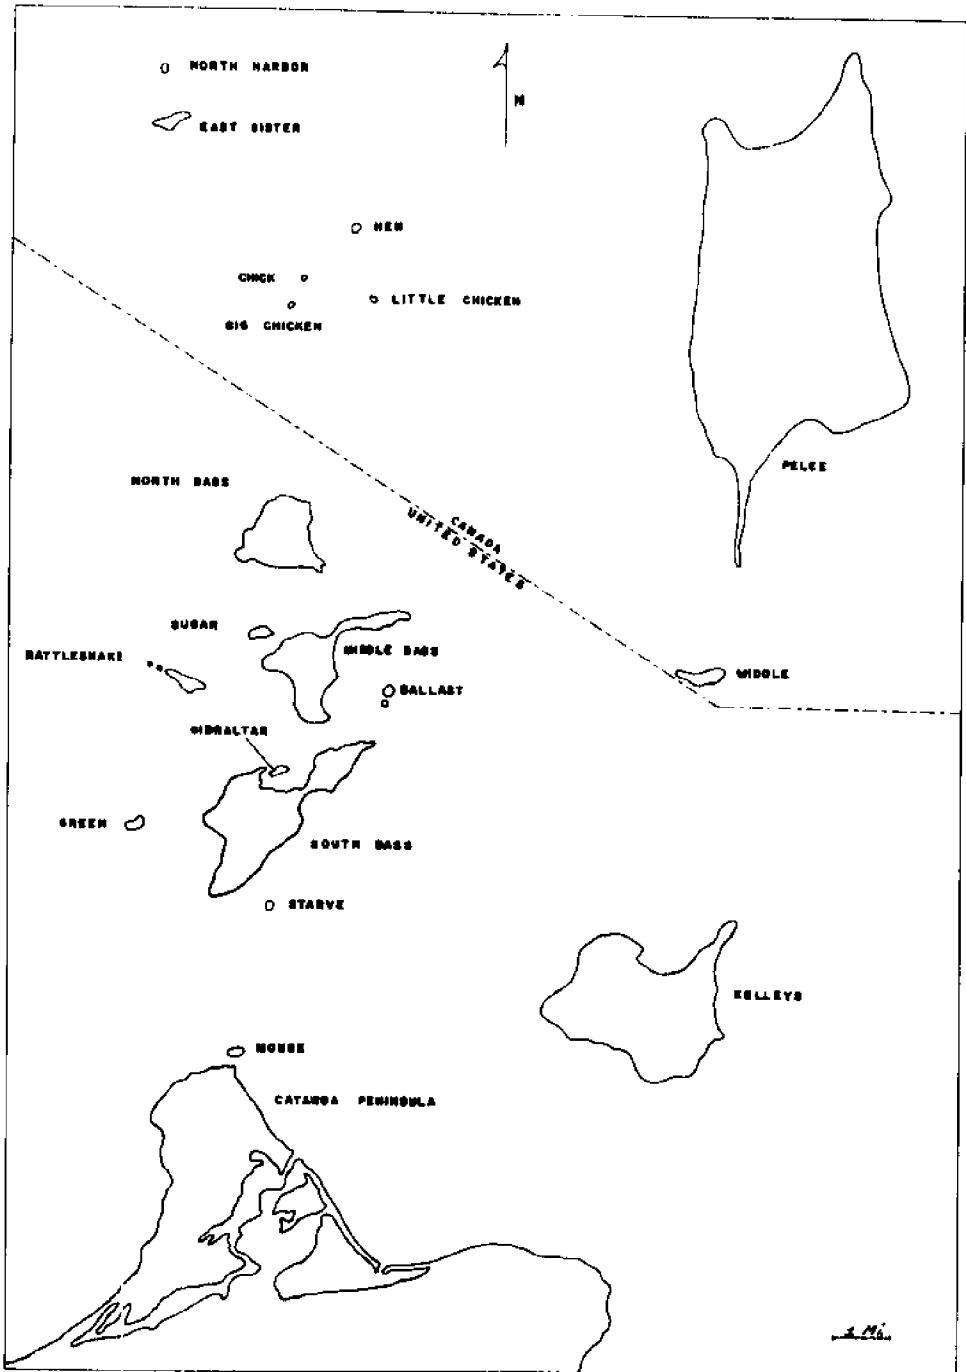 NORTH HARBOR
N
EAST SISTER
HEN
CHICK
LITTLE CHICKEN
BIG CHICKEN
PELEE
NORTH BASS
CANADA
UNITED STATES
SUGAR
RATTLESNAKE
MIDDLE BASS
MIDDLE
BALLAST
GIBRALTAR
GREEN
SOUTH BASS
STARVE
KELLEYS
MOUSE
CATAWBA PENINSULA
1 Mi.